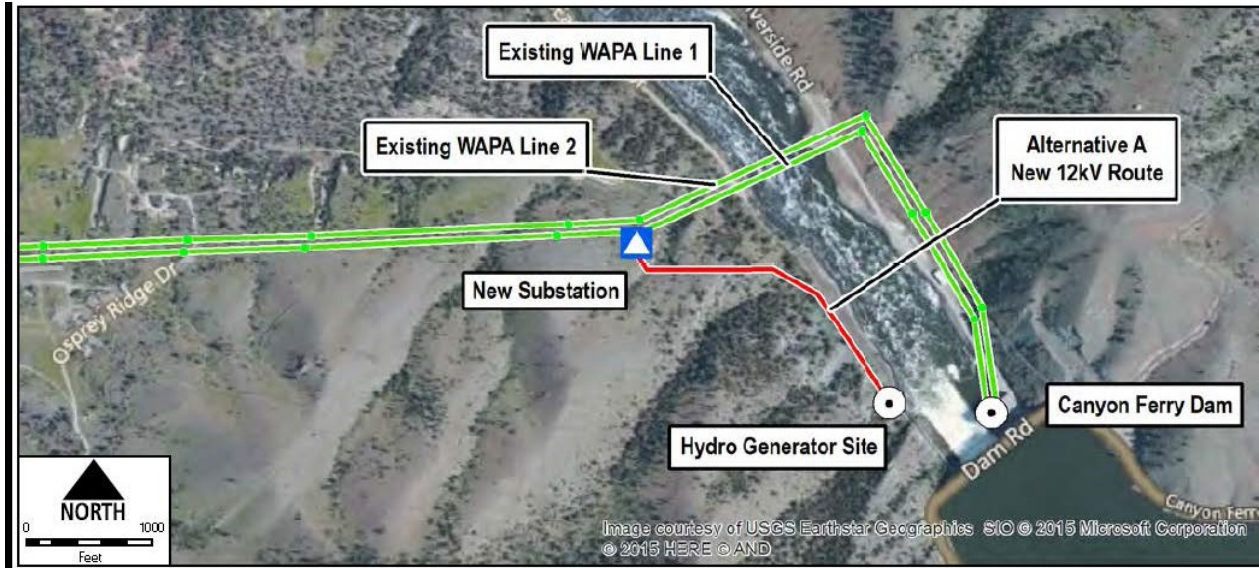 Existing WAPA Line 1
Existing WAPA Line 2
Riverside Rd
Alternative A
New 12kV Route
New Substation
Osprey Ridge Dr
Hydro Generator Site
Canyon Ferry Dam
Dam Rd
Canyon Ferry
NORTH
0 1000
Feet
Image courtesy of USGS Earthstar Geographics SIO © 2015 Microsoft Corporation
© 2015 HERE © AND